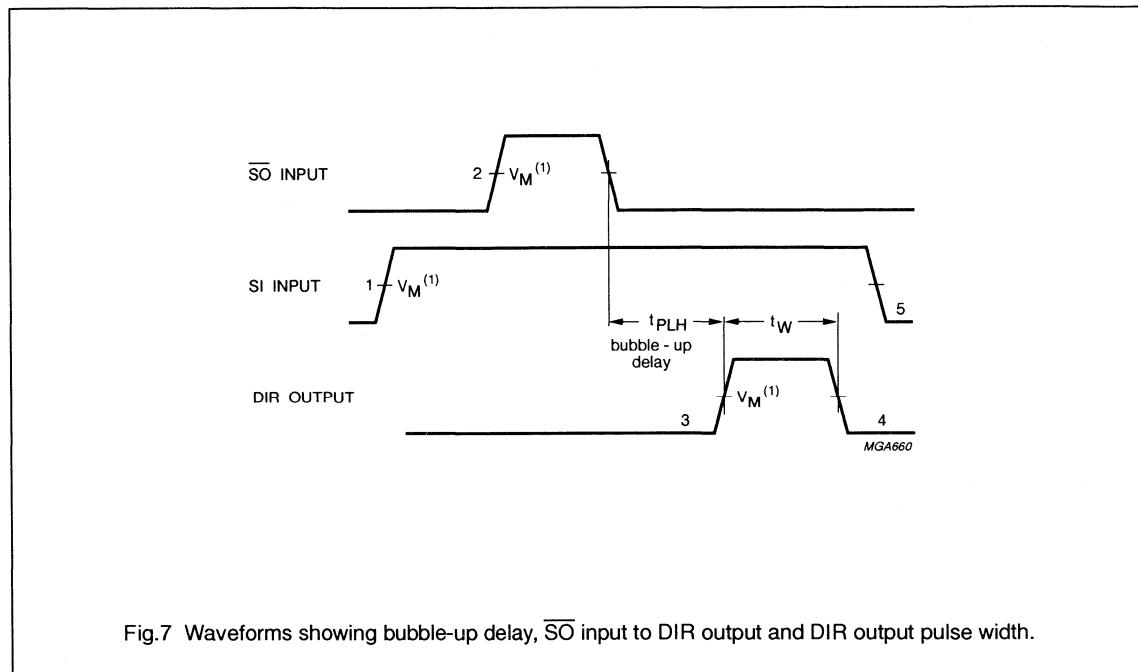 S̅O̅ INPUT
2
VM(1)
SI INPUT
1
VM(1)
5
tPLH
tW
bubble - up
delay
DIR OUTPUT
VM(1)
3
4
MGA660
Fig.7 Waveforms showing bubble-up delay, S̅O̅ input to DIR output and DIR output pulse width.